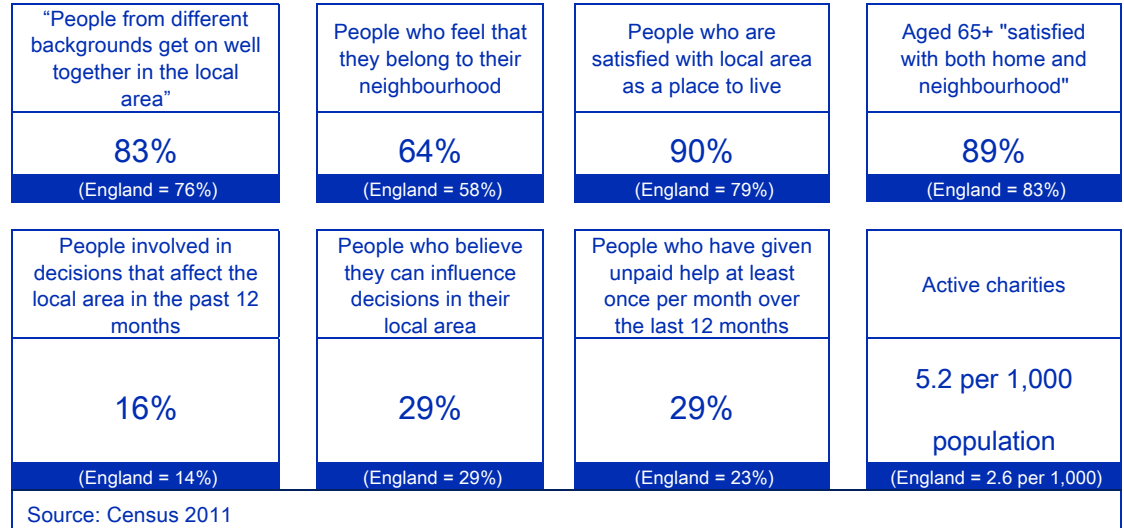 “People from different
backgrounds get on well
together in the local
area”
83%
(England = 76%)
People who feel that
they belong to their
neighbourhood
64%
(England = 58%)
People who are
satisfied with local area
as a place to live
90%
(England = 79%)
Aged 65+ "satisfied
with both home and
neighbourhood"
89%
(England = 83%)
People involved in
decisions that affect the
local area in the past 12
months
16%
(England = 14%)
People who believe
they can influence
decisions in their
local area
29%
(England = 29%)
People who have given
unpaid help at least
once per month over
the last 12 months
29%
(England = 23%)
Active charities
5.2 per 1,000
population
(England = 2.6 per 1,000)
Source: Census 2011